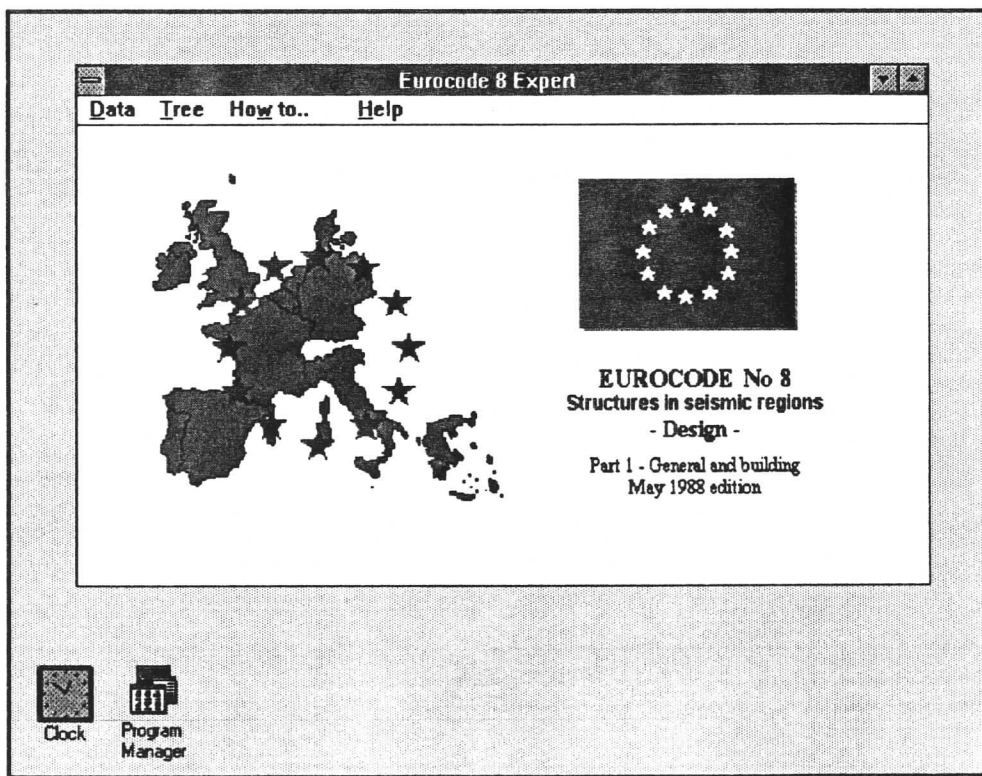 Eurocode 8 Expert
Data Tree How to.. Help
EUROCODE No 8
Structures in seismic regions
- Design -
Part 1 - General and building
May 1988 edition
Clock
Program
Manager